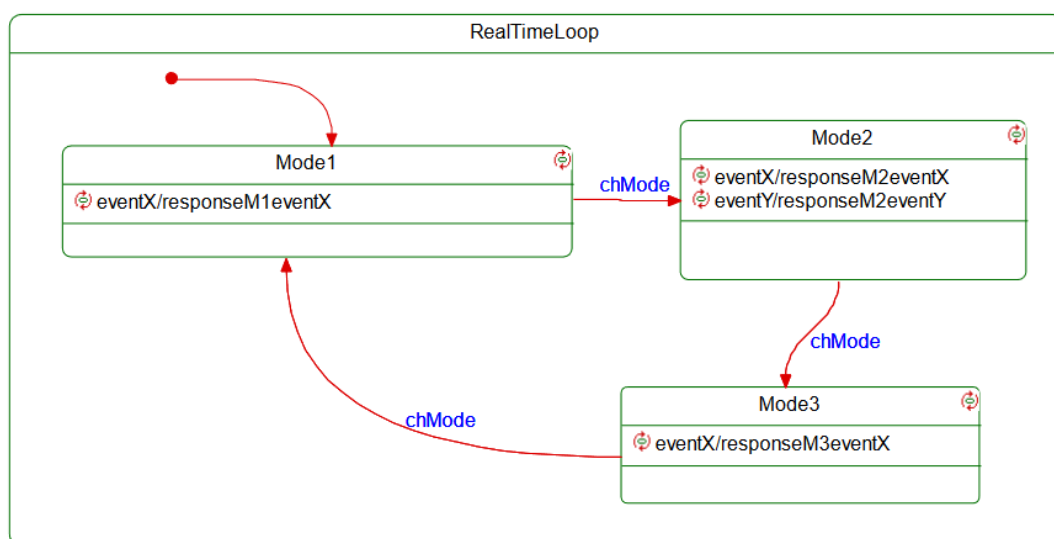 RealTimeLoop
Mode1
eventX/responseM1eventX
chMode
Mode2
eventX/responseM2eventX
eventY/responseM2eventY
chMode
Mode3
eventX/responseM3eventX
chMode